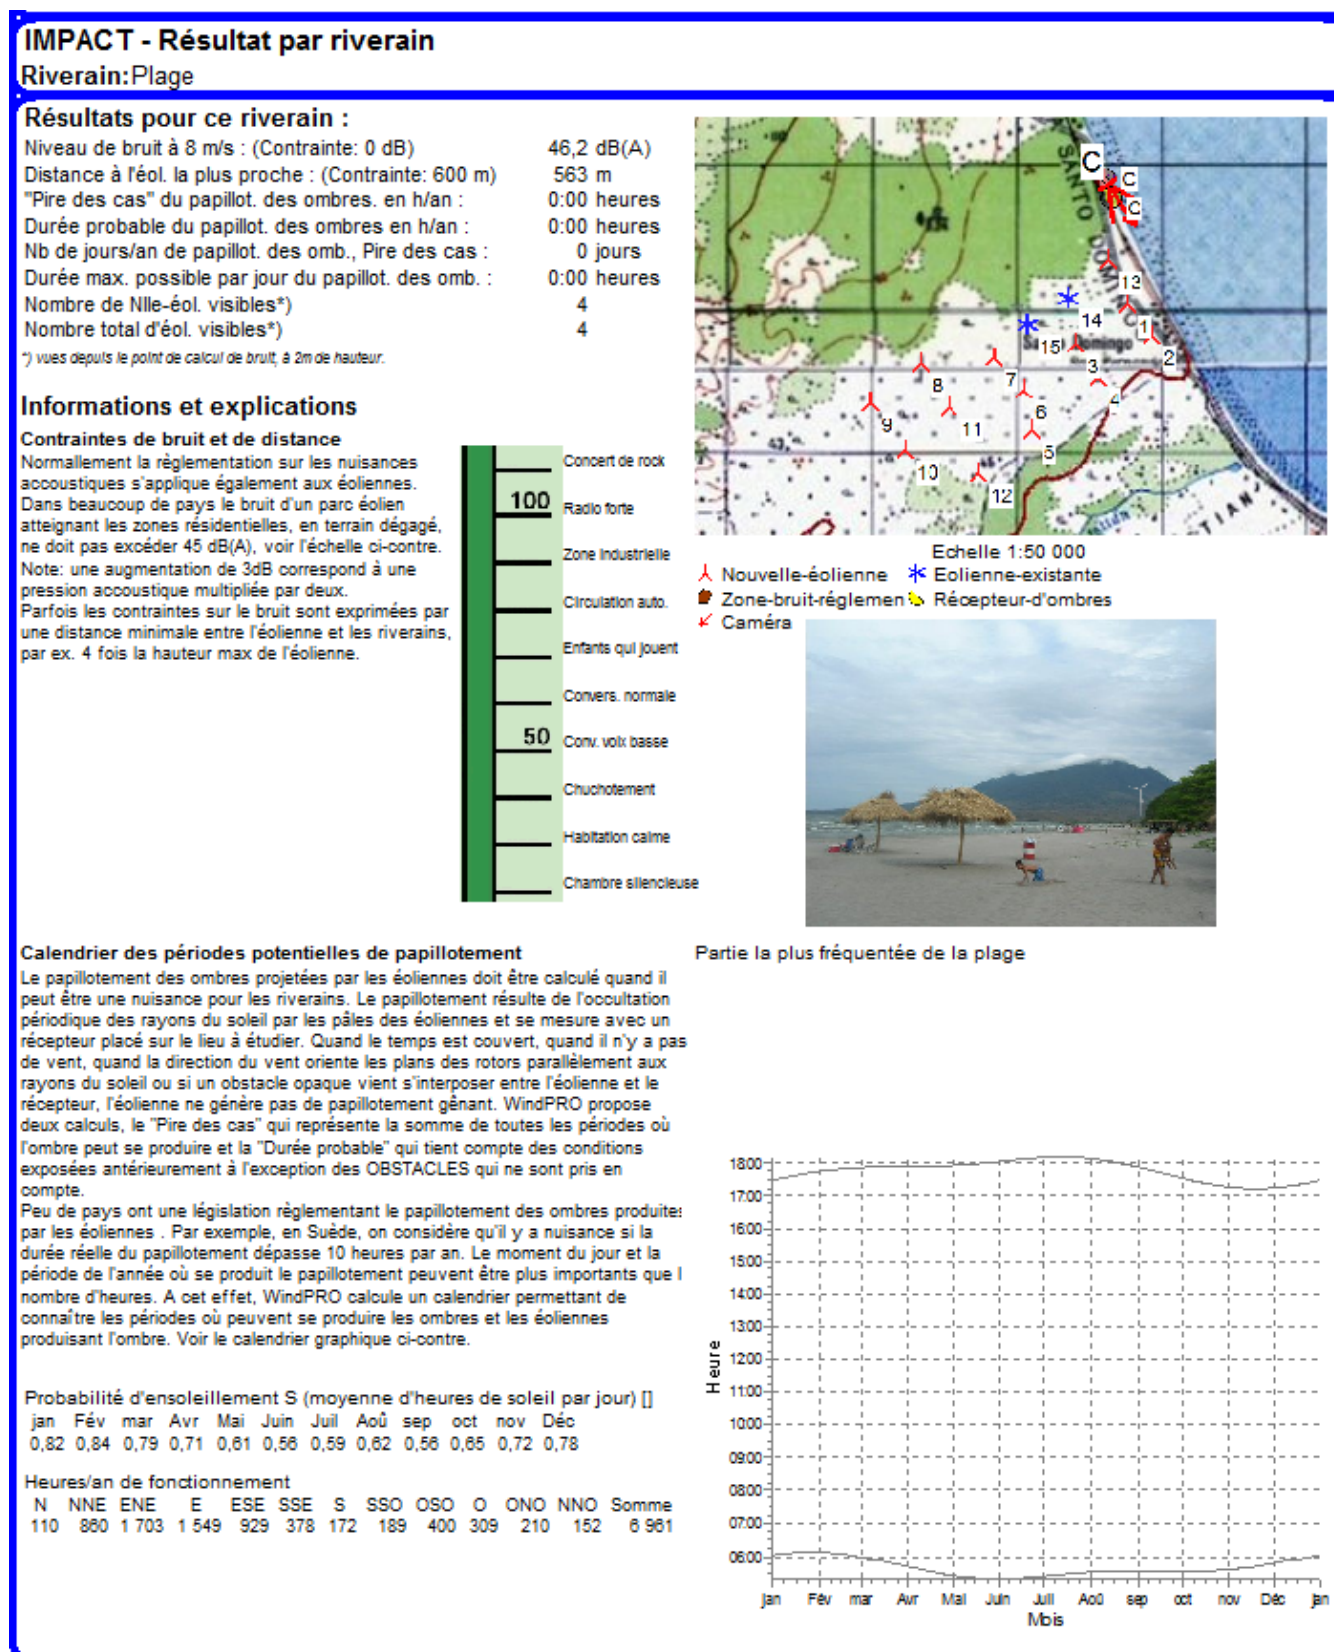 IMPACT - Résultat par riverain
Riverain:Plage
Résultats pour ce riverain :
Niveau de bruit à 8 m/s : (Contrainte: 0 dB) 46,2 dB(A)
Distance à l'éol. la plus proche : (Contrainte: 600 m) 563 m
"Pire des cas" du papillot. des ombres. en h/an : 0:00 heures
Durée probable du papillot. des ombres en h/an : 0:00 heures
Nb de jours/an de papillot. des omb., Pire des cas : 0 jours
Durée max. possible par jour du papillot. des omb. : 0:00 heures
Nombre de Nlle-éol. visibles*) 4
Nombre total d'éol. visibles*) 4
*) vues depuis le point de calcul de bruit, à 2m de hauteur.
SANTO DOMINGO
C
C
C
13
1
14
2
15
3
4
7
8
6
9
11
5
10
12
Echelle 1:50 000
Nouvelle-éolienne Eolienne-existante
Zone-bruit-réglemen Récepteur-d'ombres
Caméra
Informations et explications
Contraintes de bruit et de distance
Normallement la règlementation sur les nuisances
accoustiques s'applique également aux éoliennes.
Dans beaucoup de pays le bruit d'un parc éolien
atteignant les zones résidentielles, en terrain dégagé,
ne doit pas excéder 45 dB(A), voir l'échelle ci-contre.
Note: une augmentation de 3dB correspond à une
pression accoustique multipliée par deux.
Parfois les contraintes sur le bruit sont exprimées par
une distance minimale entre l'éolienne et les riverains,
par ex. 4 fois la hauteur max de l'éolienne.
Concert de rock
100 Radio forte
Zone Industrielle
Circulation auto.
Enfants qui jouent
Convers. normale
50 Conv. voix basse
Chuchotement
Habitation calme
Chambre silencieuse
Calendrier des périodes potentielles de papillotement
Le papillotement des ombres projetées par les éoliennes doit être calculé quand il
peut être une nuisance pour les riverains. Le papillotement résulte de l'occultation
périodique des rayons du soleil par les pâles des éoliennes et se mesure avec un
récepteur placé sur le lieu à étudier. Quand le temps est couvert, quand il n'y a pas
de vent, quand la direction du vent oriente les plans des rotors parallèlement aux
rayons du soleil ou si un obstacle opaque vient s'interposer entre l'éolienne et le
récepteur, l'éolienne ne génère pas de papillotement gênant. WindPRO propose
deux calculs, le "Pire des cas" qui représente la somme de toutes les périodes où
l'ombre peut se produire et la "Durée probable" qui tient compte des conditions
exposées antérieurement à l'exception des OBSTACLES qui ne sont pris en
compte.
Peu de pays ont une législation règlementant le papillotement des ombres produites
par les éoliennes . Par exemple, en Suède, on considère qu'il y a nuisance si la
durée réelle du papillotement dépasse 10 heures par an. Le moment du jour et la
période de l'année où se produit le papillotement peuvent être plus importants que l
nombre d'heures. A cet effet, WindPRO calcule un calendrier permettant de
connaître les périodes où peuvent se produire les ombres et les éoliennes
produisant l'ombre. Voir le calendrier graphique ci-contre.
Partie la plus fréquentée de la plage
Probabilité d'ensoleillement S (moyenne d'heures de soleil par jour) []
jan Fév mar Avr Mai Juin Juil Aoû sep oct nov Déc
0,82 0,84 0,79 0,71 0,61 0,56 0,59 0,62 0,56 0,65 0,72 0,78
Heures/an de fonctionnement
N NNE ENE E ESE SSE S SSO OSO O ONO NNO Somme
110 860 1 703 1 549 929 378 172 189 400 309 210 152 6 961
18:00
17:00
16:00
15:00
14:00
13:00
12:00
11:00
10:00
09:00
08:00
07:00
06:00
Heure
jan Fév mar Avr Mai Juin Juil Aoû sep oct nov Déc jan
Mois